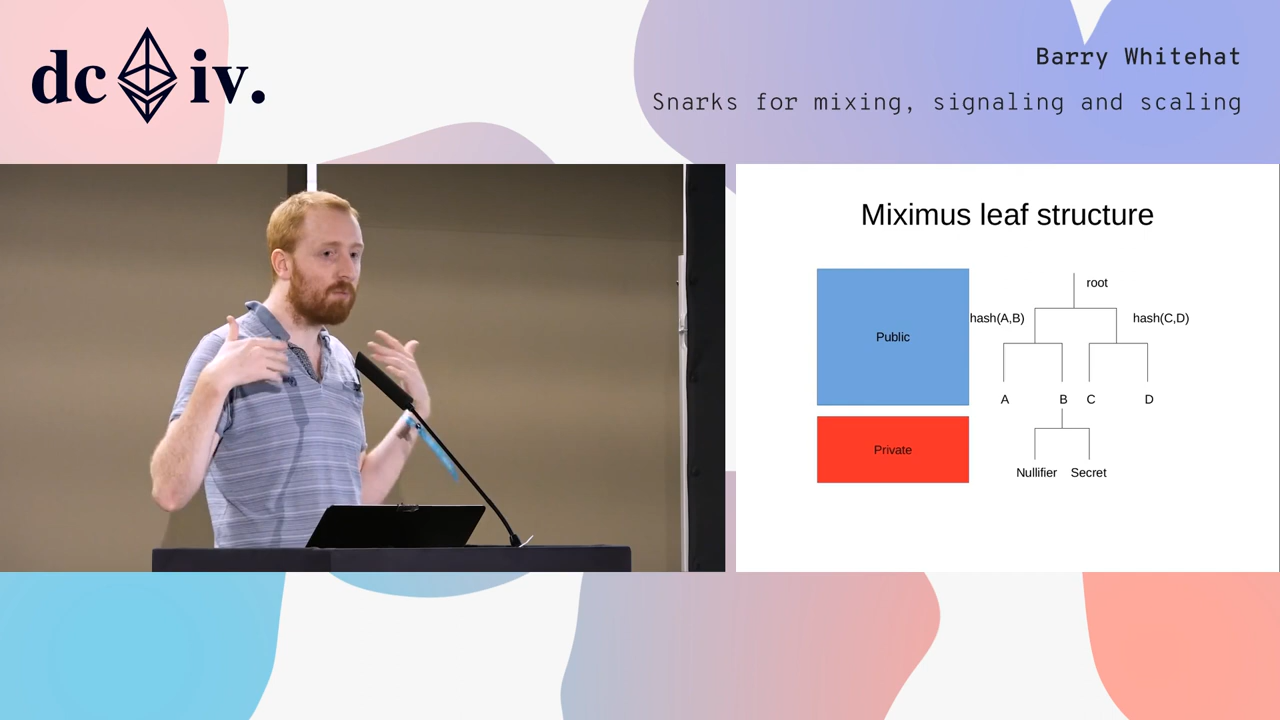 dc iv.
Barry Whitehat
Snarks for mixing, signaling and scaling
Miximus leaf structure
Public
Private
root
hash(A,B)
hash(C,D)
A
B
C
D
Nullifier
Secret